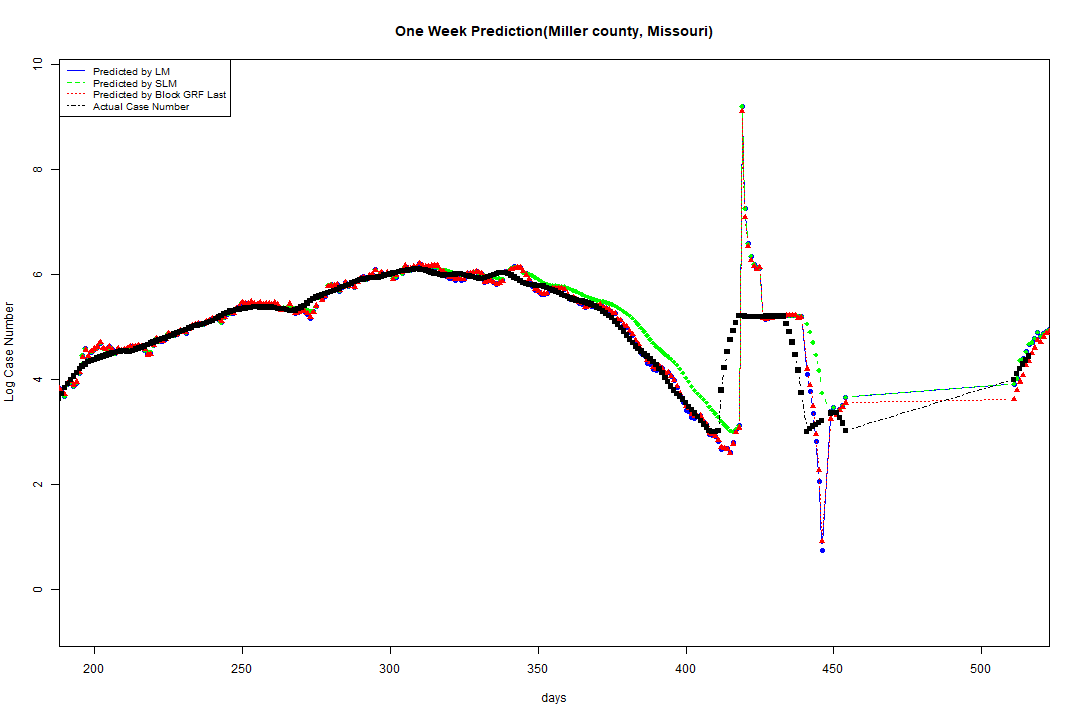 One Week Prediction(Miller county, Missouri)
Predicted by LM
Predicted by SLM
Predicted by Block GRF Last
Actual Case Number
Log Case Number
10
8
6
4
2
0
200 250 300 350 400 450 500
days